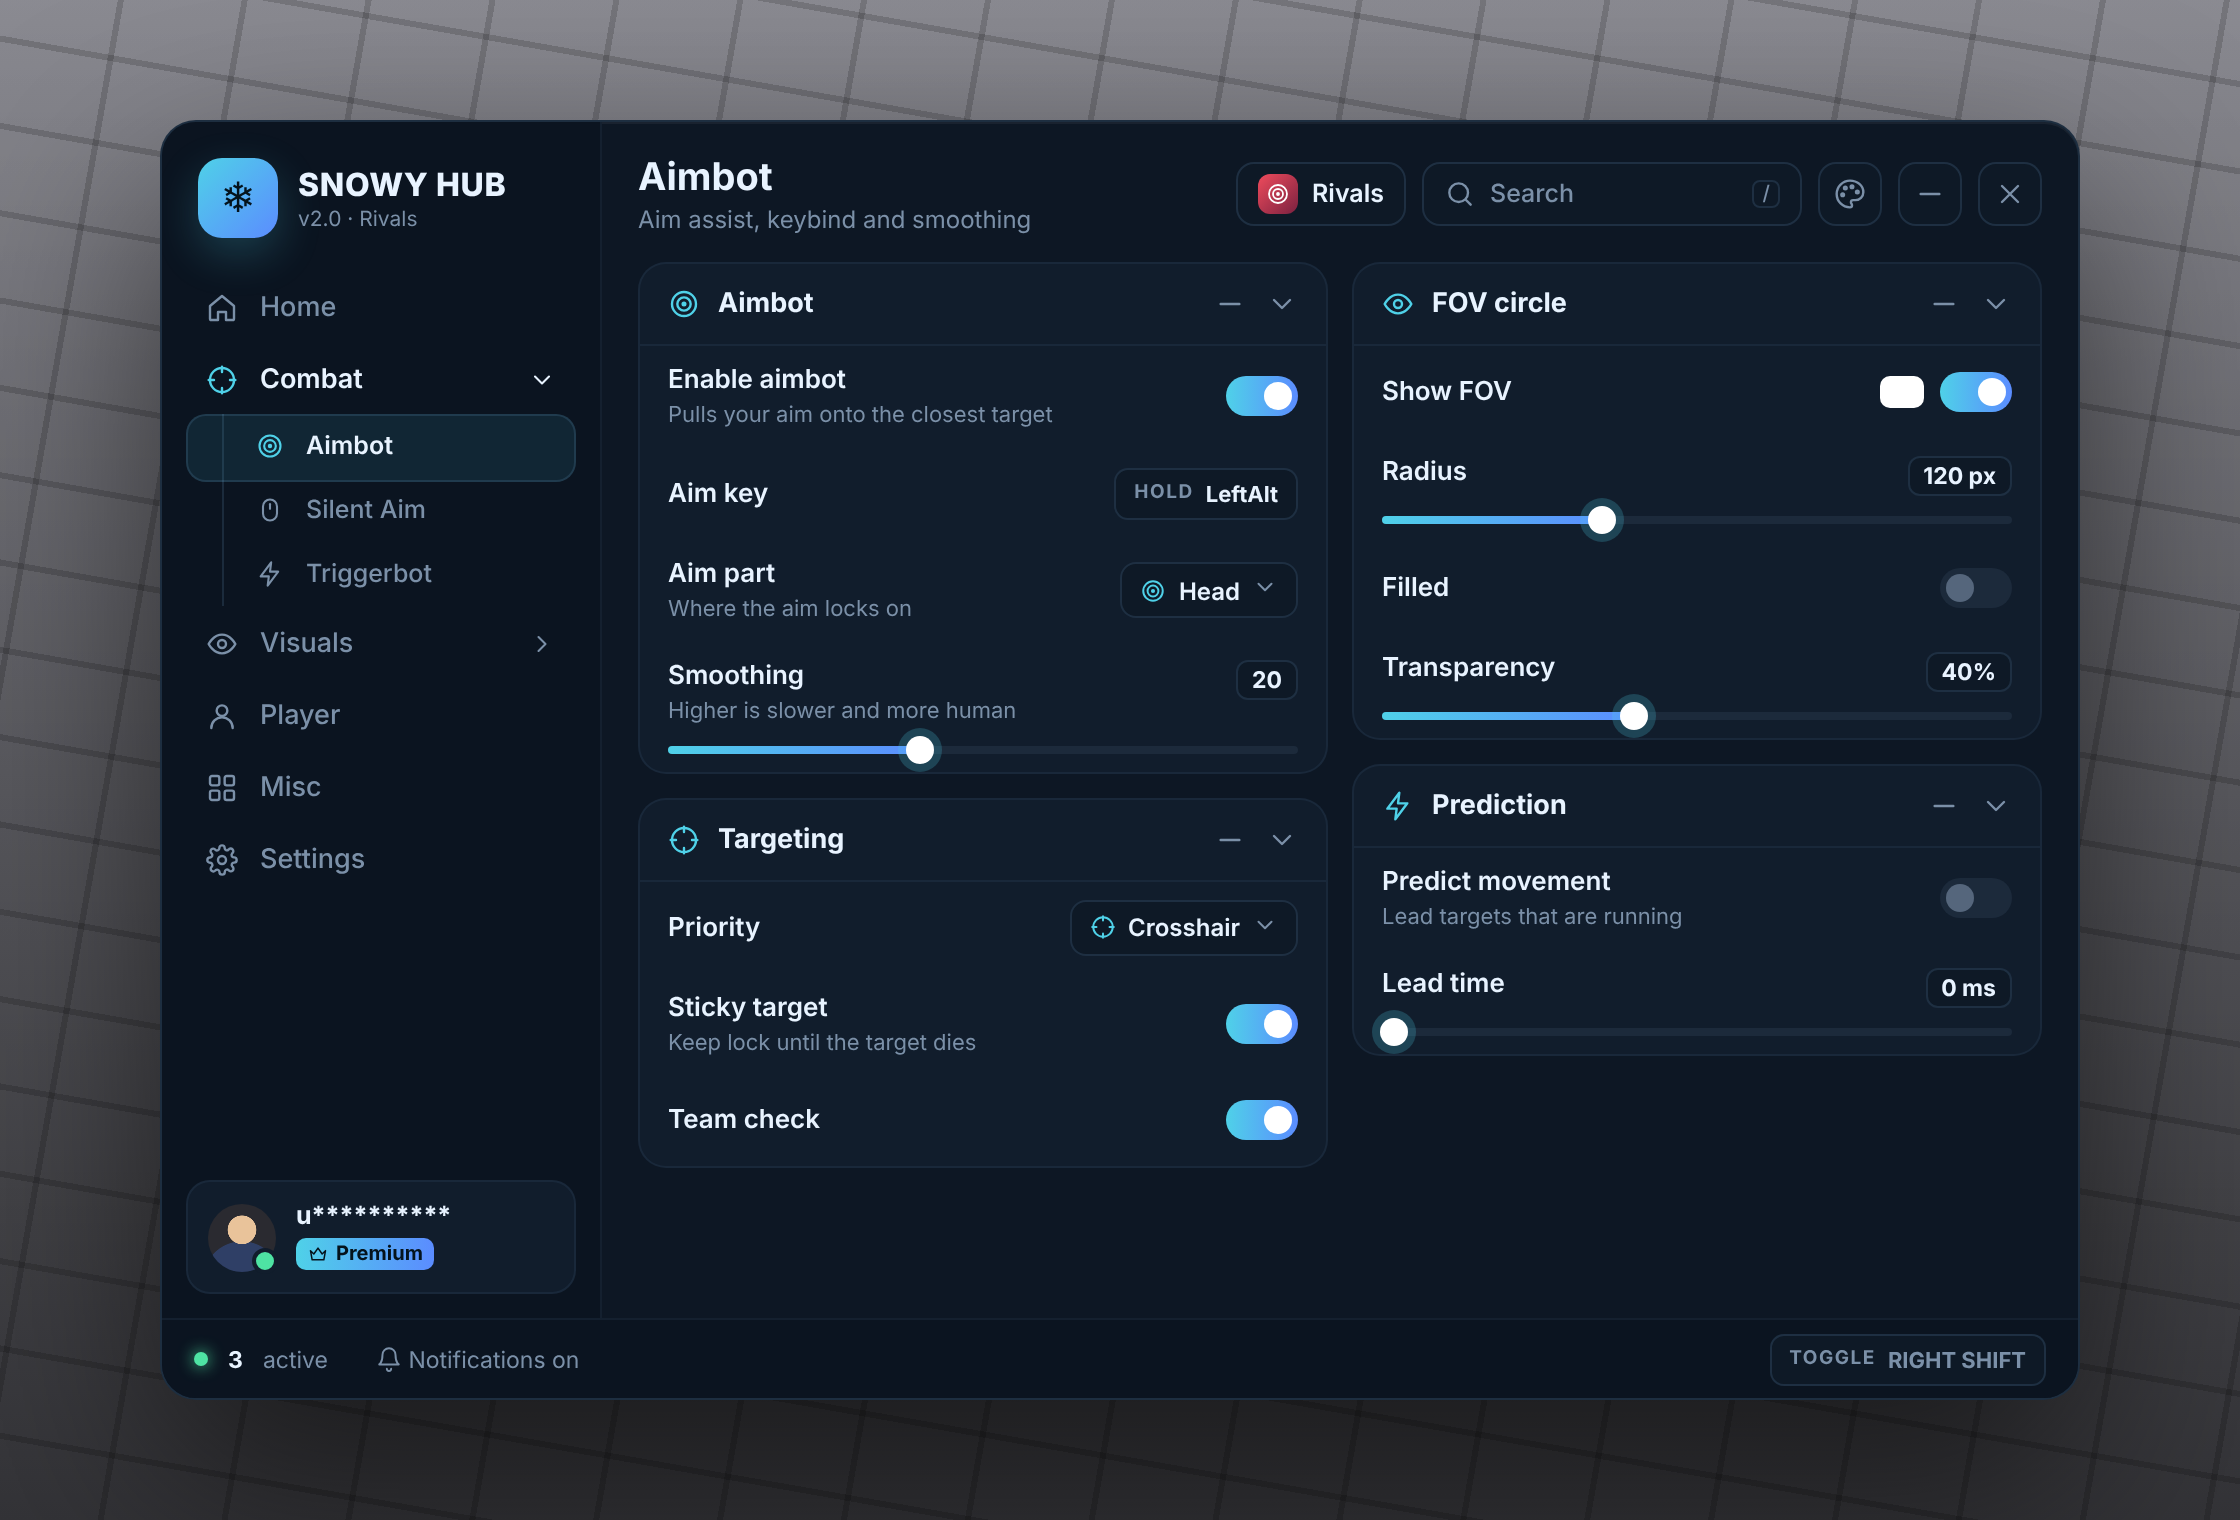 SNOWY HUB
v2.0 · Rivals
Home
Combat
Aimbot
Silent Aim
Triggerbot
Visuals
Player
Misc
Settings
u**********
Premium
Aimbot
Aim assist, keybind and smoothing
Rivals
Search
/
Aimbot
Enable aimbot
Pulls your aim onto the closest target
Aim key
HOLD LeftAlt
Aim part
Where the aim locks on
Head
Smoothing
Higher is slower and more human
20
Targeting
Priority
Crosshair
Sticky target
Keep lock until the target dies
Team check
FOV circle
Show FOV
Radius
120 px
Filled
Transparency
40%
Prediction
Predict movement
Lead targets that are running
Lead time
0 ms
3 active
Notifications on
TOGGLE RIGHT SHIFT